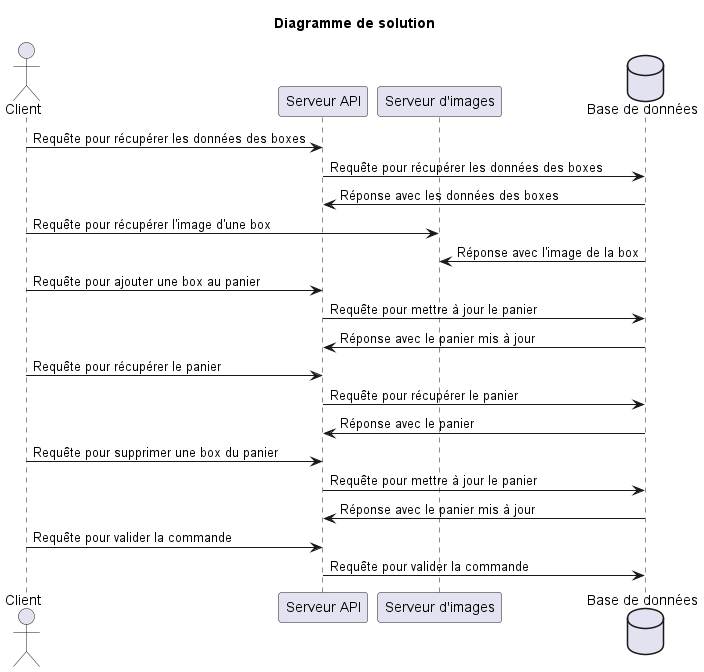 Diagramme de solution
Client
Serveur API
Serveur d'images
Base de données
Requête pour récupérer les données des boxes
Requête pour récupérer les données des boxes
Réponse avec les données des boxes
Requête pour récupérer l'image d'une box
Réponse avec l'image de la box
Requête pour ajouter une box au panier
Requête pour mettre à jour le panier
Réponse avec le panier mis à jour
Requête pour récupérer le panier
Requête pour récupérer le panier
Réponse avec le panier
Requête pour supprimer une box du panier
Requête pour mettre à jour le panier
Réponse avec le panier mis à jour
Requête pour valider la commande
Requête pour valider la commande
Client
Serveur API
Serveur d'images
Base de données